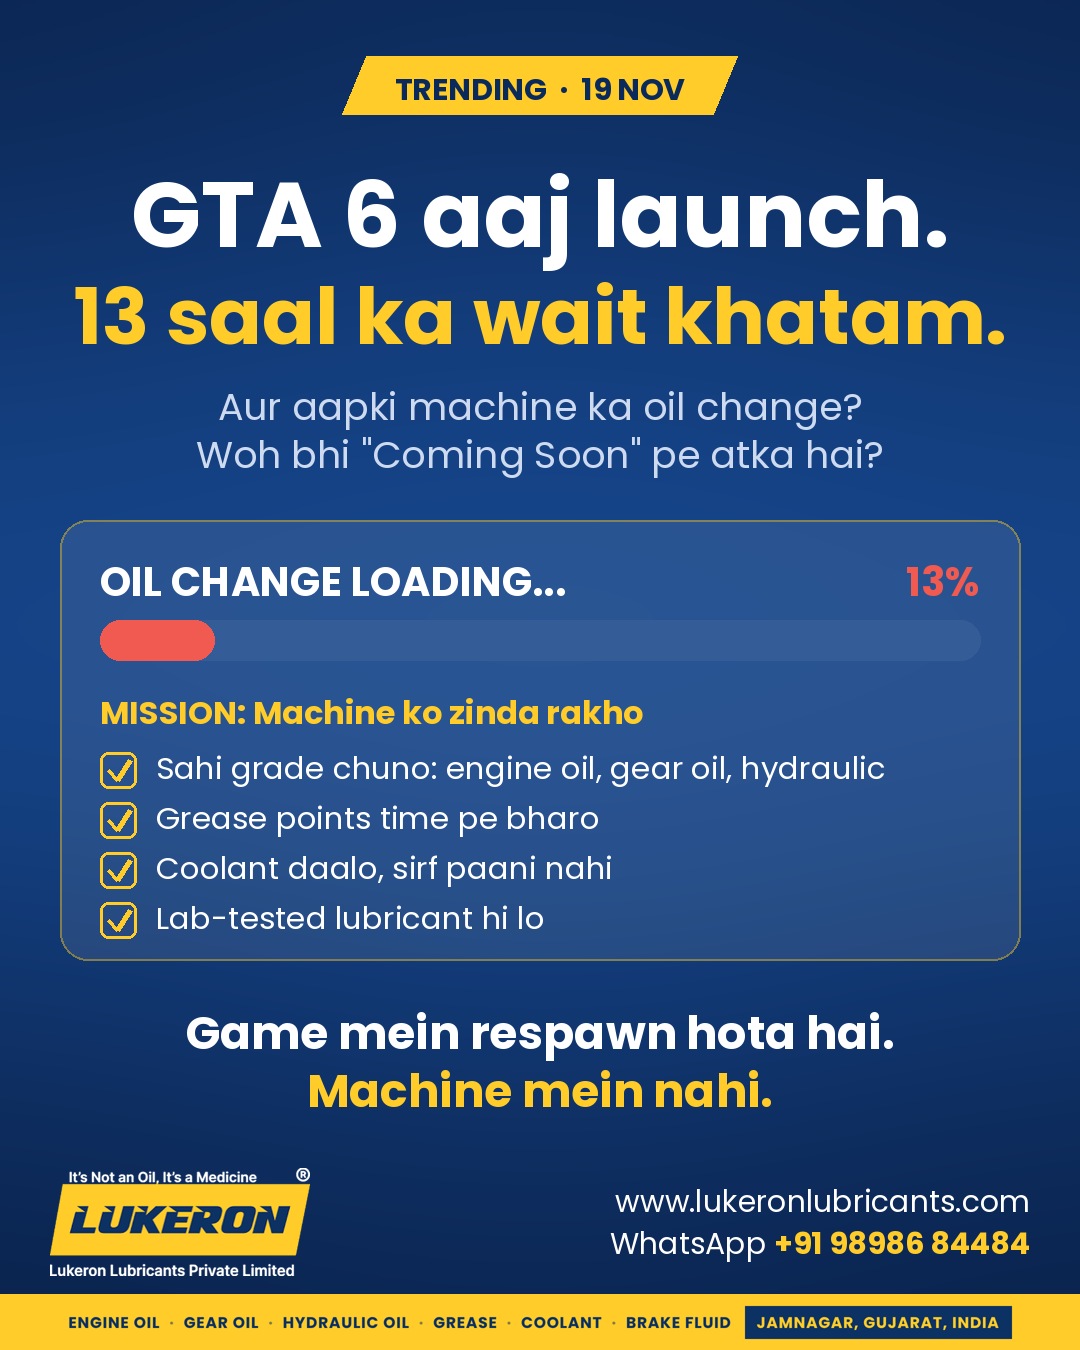 TRENDING · 19 NOV
GTA 6 aaj launch.
13 saal ka wait khatam.
Aur aapki machine ka oil change?
Woh bhi "Coming Soon" pe atka hai?
OIL CHANGE LOADING... 13%
MISSION: Machine ko zinda rakho
Sahi grade chuno: engine oil, gear oil, hydraulic
Grease points time pe bharo
Coolant daalo, sirf paani nahi
Lab-tested lubricant hi lo
Game mein respawn hota hai.
Machine mein nahi.
It's Not an Oil, It's a Medicine ®
LUKERON
Lukeron Lubricants Private Limited
www.lukeronlubricants.com
WhatsApp +91 98986 84484
ENGINE OIL · GEAR OIL · HYDRAULIC OIL · GREASE · COOLANT · BRAKE FLUID JAMNAGAR, GUJARAT, INDIA